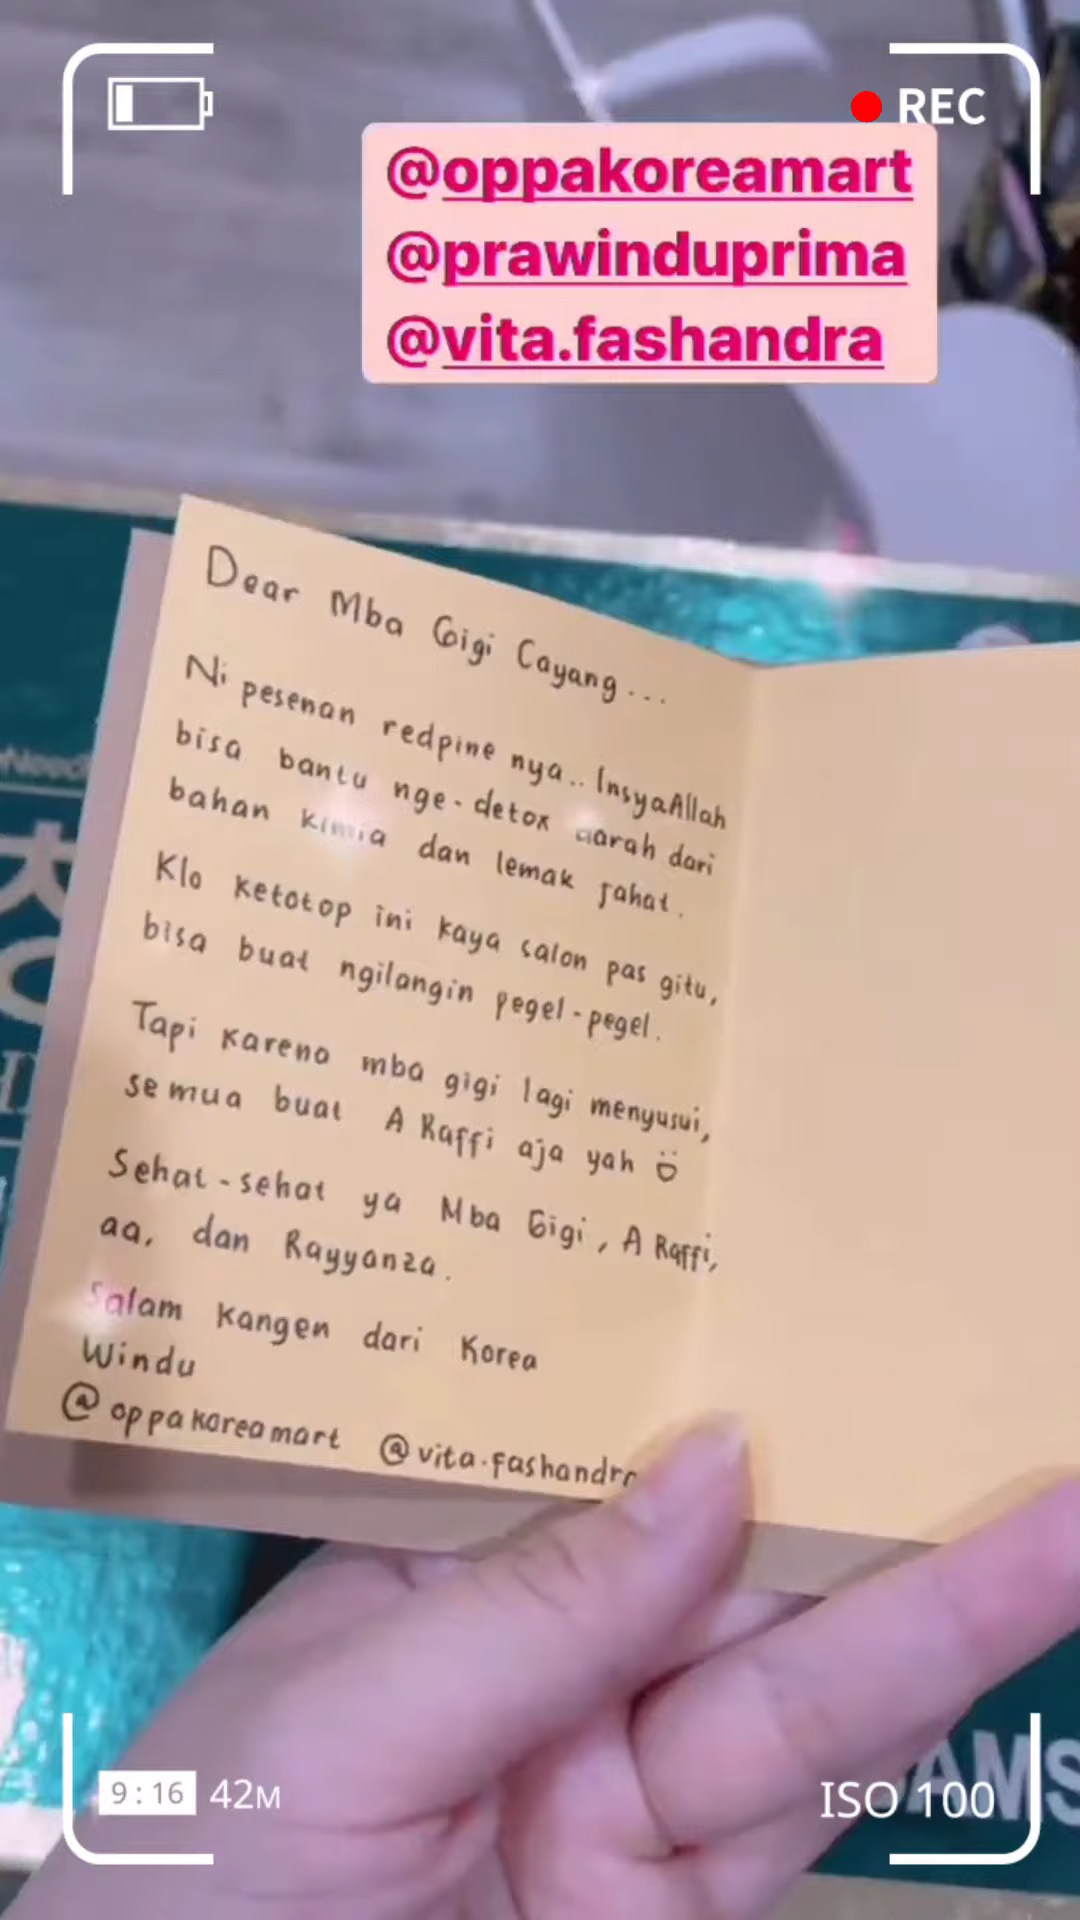 REC
@oppakoreamart
@prawinduprima
@vita.fashandra
Dear Mba Gigi Cayang...
Ni pesenan redpine nya.. InsyaAllah
bisa bantu nge-detox darah dari
bahan kimia dan lemak jahat.
Klo ketotop ini kaya salon pas gitu,
bisa buat ngilangin pegel-pegel.
Tapi karena mba gigi lagi menyusui,
semua buat A Raffi aja yah
Sehat-sehat ya Mba Gigi, A Raffi,
aa, dan Rayyanza.
Salam kangen dari Korea
Windu
@oppakoreamart @vita.fashandra
9:16 42M
ISO 100